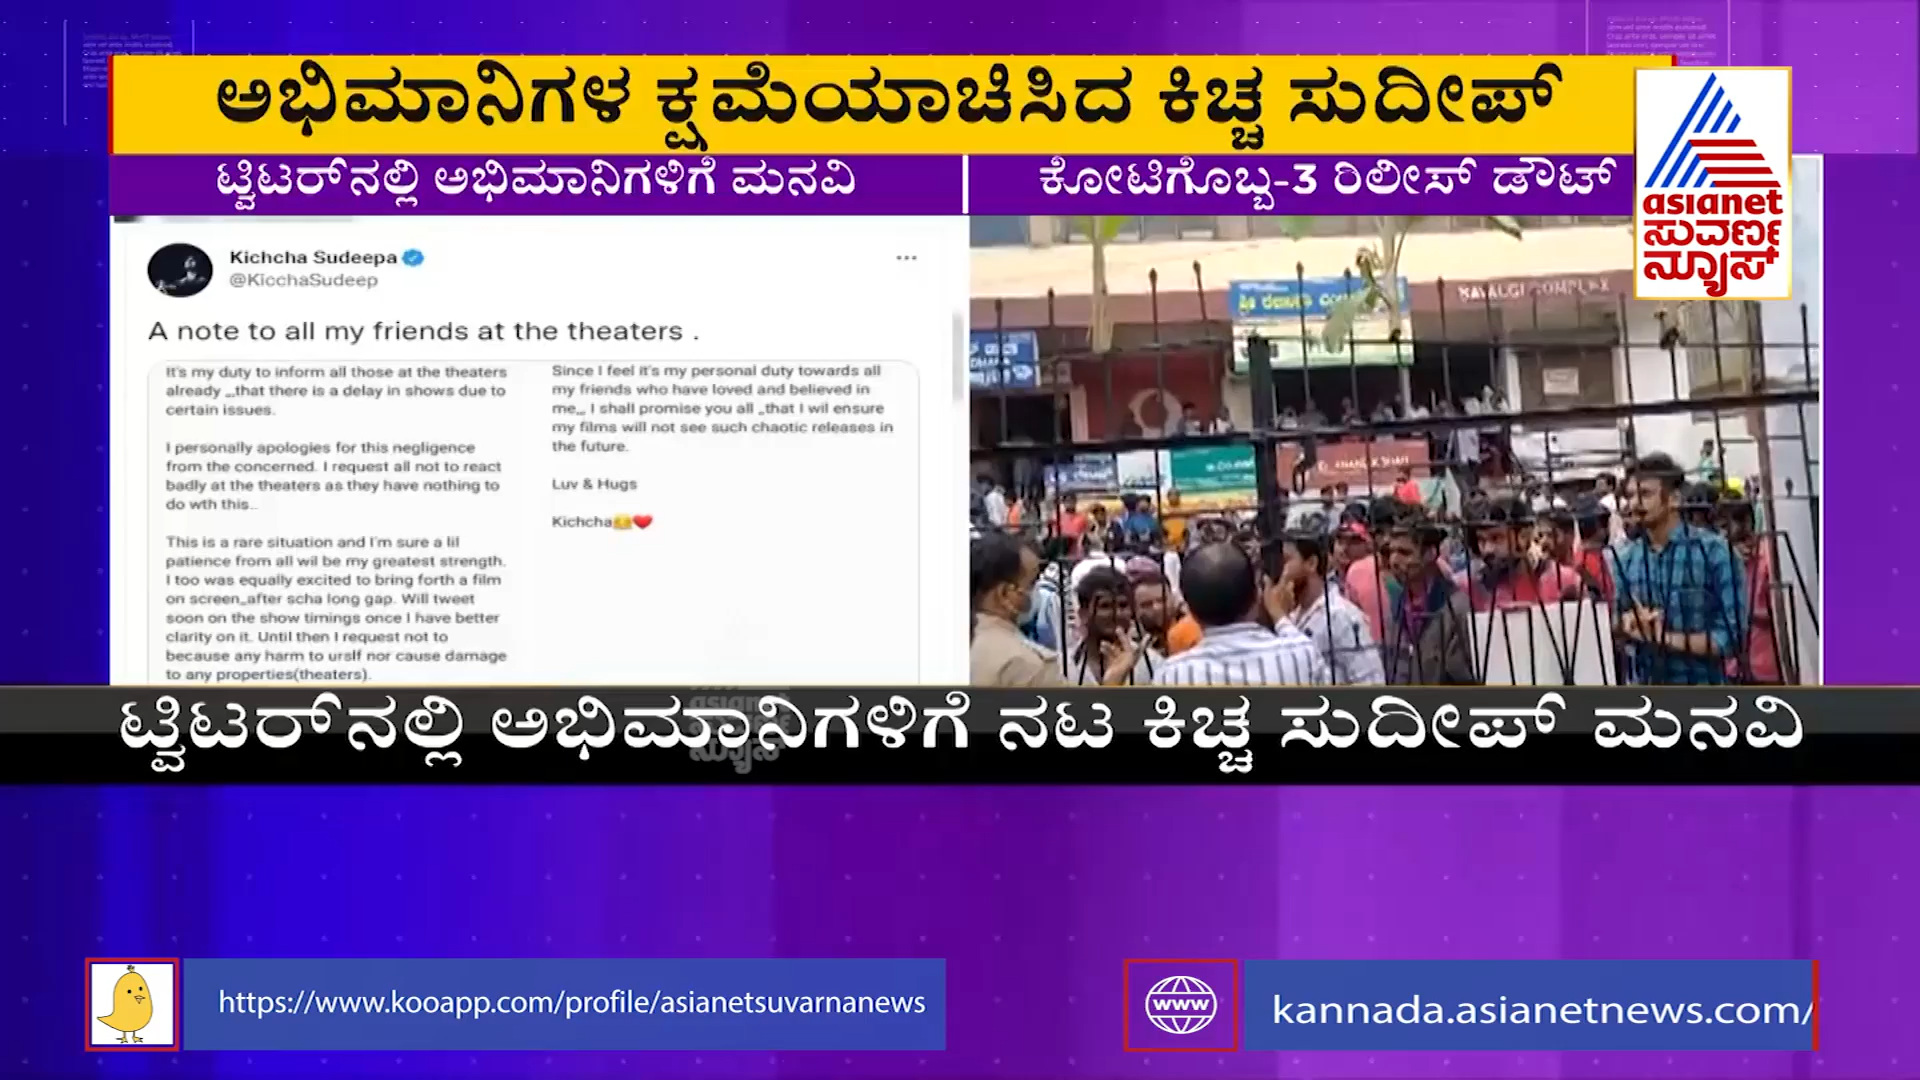 ಅಭಿಮಾನಿಗಳ ಕ್ಷಮೆಯಾಚಿಸಿದ ಕಿಚ್ಚ ಸುದೀಪ್
ಟ್ವಿಟರ್‌ನಲ್ಲಿ ಅಭಿಮಾನಿಗಳಿಗೆ ಮನವಿ
ಕೋಟಿಗೊಬ್ಬ-3 ರಿಲೀಸ್ ಡೌಟ್
asianet
ಸುವರ್ಣ
ನ್ಯೂಸ್
Kichcha Sudeepa
@KicchaSudeep
A note to all my friends at the theaters .
It's my duty to inform all those at the theaters
already ,,,that there is a delay in shows due to
certain issues.
I personally apologies for this negligence
from the concerned. I request all not to react
badly at the theaters as they have nothing to
do wth this..
This is a rare situation and I'm sure a lil
patience from all wil be my greatest strength.
I too was equally excited to bring forth a film
on screen,,after scha long gap. Will tweet
soon on the show timings once I have better
clarity on it. Until then I request not to
because any harm to urslf nor cause damage
to any properties(theaters).
Since I feel it's my personal duty towards all
my friends who have loved and believed in
me,,, I shall promise you all ,,that I wil ensure
my films will not see such chaotic releases in
the future.
Luv & Hugs
Kichcha😊❤️
NAVALGI COMPLEX
ಟ್ವಿಟರ್‌ನಲ್ಲಿ ಅಭಿಮಾನಿಗಳಿಗೆ ನಟ ಕಿಚ್ಚ ಸುದೀಪ್ ಮನವಿ
asianet
ಸುವರ್ಣ
ನ್ಯೂಸ್
https://www.kooapp.com/profile/asianetsuvarnanews
www
kannada.asianetnews.com/